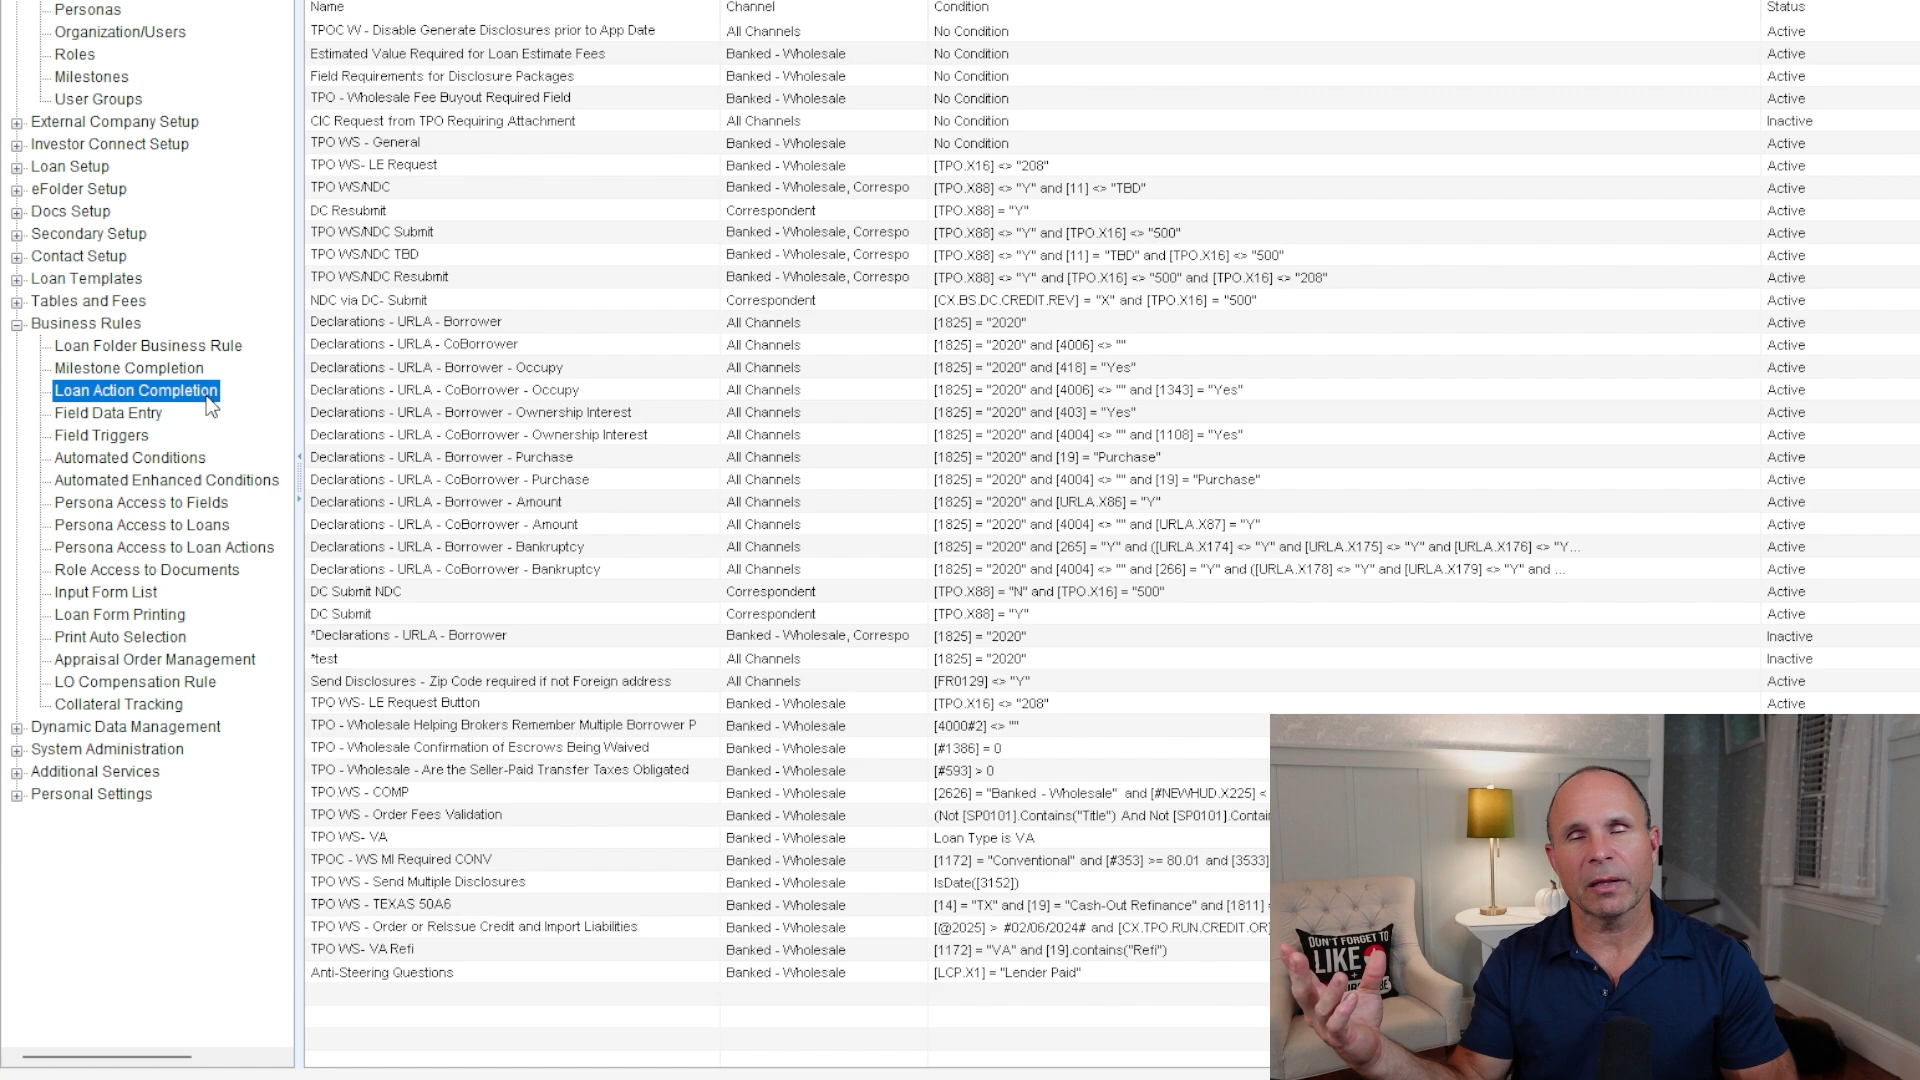 Personas
Organization/Users
Roles
Milestones
User Groups
External Company Setup
Investor Connect Setup
Loan Setup
eFolder Setup
Docs Setup
Secondary Setup
Contact Setup
Loan Templates
Tables and Fees
Business Rules
Loan Folder Business Rule
Milestone Completion
Loan Action Completion
Field Data Entry
Field Triggers
Automated Conditions
Automated Enhanced Conditions
Persona Access to Fields
Persona Access to Loans
Persona Access to Loan Actions
Role Access to Documents
Input Form List
Loan Form Printing
Print Auto Selection
Appraisal Order Management
LO Compensation Rule
Collateral Tracking
Dynamic Data Management
System Administration
Additional Services
Personal Settings
Name Channel Condition Status
TPOC W - Disable Generate Disclosures prior to App Date All Channels No Condition Active
Estimated Value Required for Loan Estimate Fees Banked - Wholesale No Condition Active
Field Requirements for Disclosure Packages Banked - Wholesale No Condition Active
TPO - Wholesale Fee Buyout Required Field Banked - Wholesale No Condition Active
CIC Request from TPO Requiring Attachment All Channels No Condition Inactive
TPO WS - General Banked - Wholesale No Condition Active
TPO WS- LE Request Banked - Wholesale [TPO.X16] <> "208" Active
TPO WS/NDC Banked - Wholesale, Correspo [TPO.X88] <> "Y" and [11] <> "TBD" Active
DC Resubmit Correspondent [TPO.X88] = "Y" Active
TPO WS/NDC Submit Banked - Wholesale, Correspo [TPO.X88] <> "Y" and [TPO.X16] <> "500" Active
TPO WS/NDC TBD Banked - Wholesale, Correspo [TPO.X88] <> "Y" and [11] = "TBD" and [TPO.X16] <> "500" Active
TPO WS/NDC Resubmit Banked - Wholesale, Correspo [TPO.X88] <> "Y" and [TPO.X16] <> "500" and [TPO.X16] <> "208" Active
NDC via DC- Submit Correspondent [CX.BS.DC.CREDIT.REV] = "X" and [TPO.X16] = "500" Active
Declarations - URLA - Borrower All Channels [1825] = "2020" Active
Declarations - URLA - CoBorrower All Channels [1825] = "2020" and [4006] <> "" Active
Declarations - URLA - Borrower - Occupy All Channels [1825] = "2020" and [418] = "Yes" Active
Declarations - URLA - CoBorrower - Occupy All Channels [1825] = "2020" and [4006] <> "" and [1343] = "Yes" Active
Declarations - URLA - Borrower - Ownership Interest All Channels [1825] = "2020" and [403] = "Yes" Active
Declarations - URLA - CoBorrower - Ownership Interest All Channels [1825] = "2020" and [4004] <> "" and [1108] = "Yes" Active
Declarations - URLA - Borrower - Purchase All Channels [1825] = "2020" and [19] = "Purchase" Active
Declarations - URLA - CoBorrower - Purchase All Channels [1825] = "2020" and [4004] <> "" and [19] = "Purchase" Active
Declarations - URLA - Borrower - Amount All Channels [1825] = "2020" and [URLA.X86] = "Y" Active
Declarations - URLA - CoBorrower - Amount All Channels [1825] = "2020" and [4004] <> "" and [URLA.X87] = "Y" Active
Declarations - URLA - Borrower - Bankruptcy All Channels [1825] = "2020" and [265] = "Y" and ([URLA.X174] <> "Y" and [URLA.X175] <> "Y" and [URLA.X176] <> "Y... Active
Declarations - URLA - CoBorrower - Bankruptcy All Channels [1825] = "2020" and [4004] <> "" and [266] = "Y" and ([URLA.X178] <> "Y" and [URLA.X179] <> "Y" and ... Active
DC Submit NDC Correspondent [TPO.X88] = "N" and [TPO.X16] = "500" Active
DC Submit Correspondent [TPO.X88] = "Y" Active
*Declarations - URLA - Borrower Banked - Wholesale, Correspo [1825] = "2020" Inactive
*test All Channels [1825] = "2020" Inactive
Send Disclosures - Zip Code required if not Foreign address All Channels [FR0129] <> "Y" Active
TPO WS- LE Request Button Banked - Wholesale [TPO.X16] <> "208" Active
TPO - Wholesale Helping Brokers Remember Multiple Borrower P Banked - Wholesale [4000#2] <> ""
TPO - Wholesale Confirmation of Escrows Being Waived Banked - Wholesale [#1386] = 0
TPO - Wholesale - Are the Seller-Paid Transfer Taxes Obligated Banked - Wholesale [#593] > 0
TPO.WS - COMP Banked - Wholesale [2626] = "Banked - Wholesale" and [#NEWHUD.X225] <
TPO WS - Order Fees Validation Banked - Wholesale (Not [SP0101].Contains("Title") And Not [SP0101].Contai
TPO WS- VA Banked - Wholesale Loan Type is VA
TPOC - WS MI Required CONV Banked - Wholesale [1172] = "Conventional" and [#353] >= 80.01 and [3533]
TPO WS - Send Multiple Disclosures Banked - Wholesale IsDate([3152])
TPO WS - TEXAS 50A6 Banked - Wholesale [14] = "TX" and [19] = "Cash-Out Refinance" and [1811] =
TPO WS - Order or ReIssue Credit and Import Liabilities Banked - Wholesale [@2025] > #02/06/2024# and [CX.TPO.RUN.CREDIT.OR]
TPO WS- VA Refi Banked - Wholesale [1172] = "VA" and [19].contains("Refi")
Anti-Steering Questions Banked - Wholesale [LCP.X1] = "Lender Paid"
DON'T FORGET TO
LIKE
+